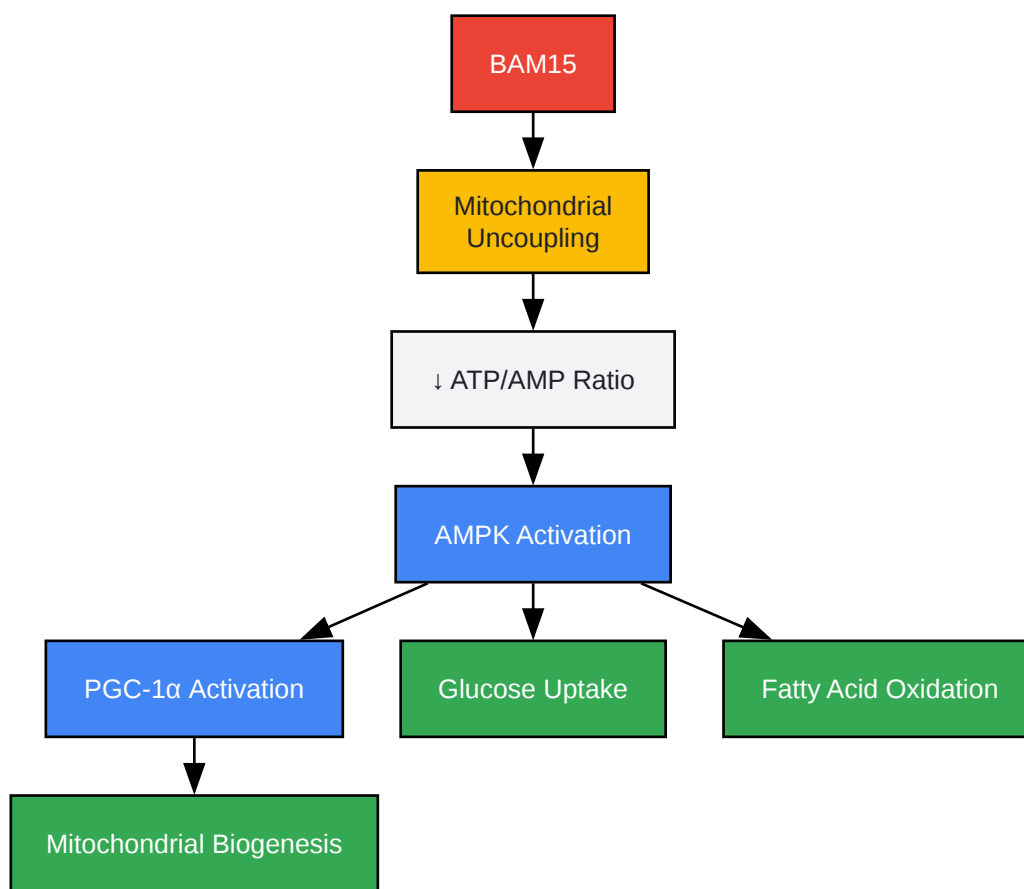 BAM15
Mitochondrial
Uncoupling
↓ ATP/AMP Ratio
AMPK Activation
PGC-1α Activation
Glucose Uptake
Fatty Acid Oxidation
Mitochondrial Biogenesis